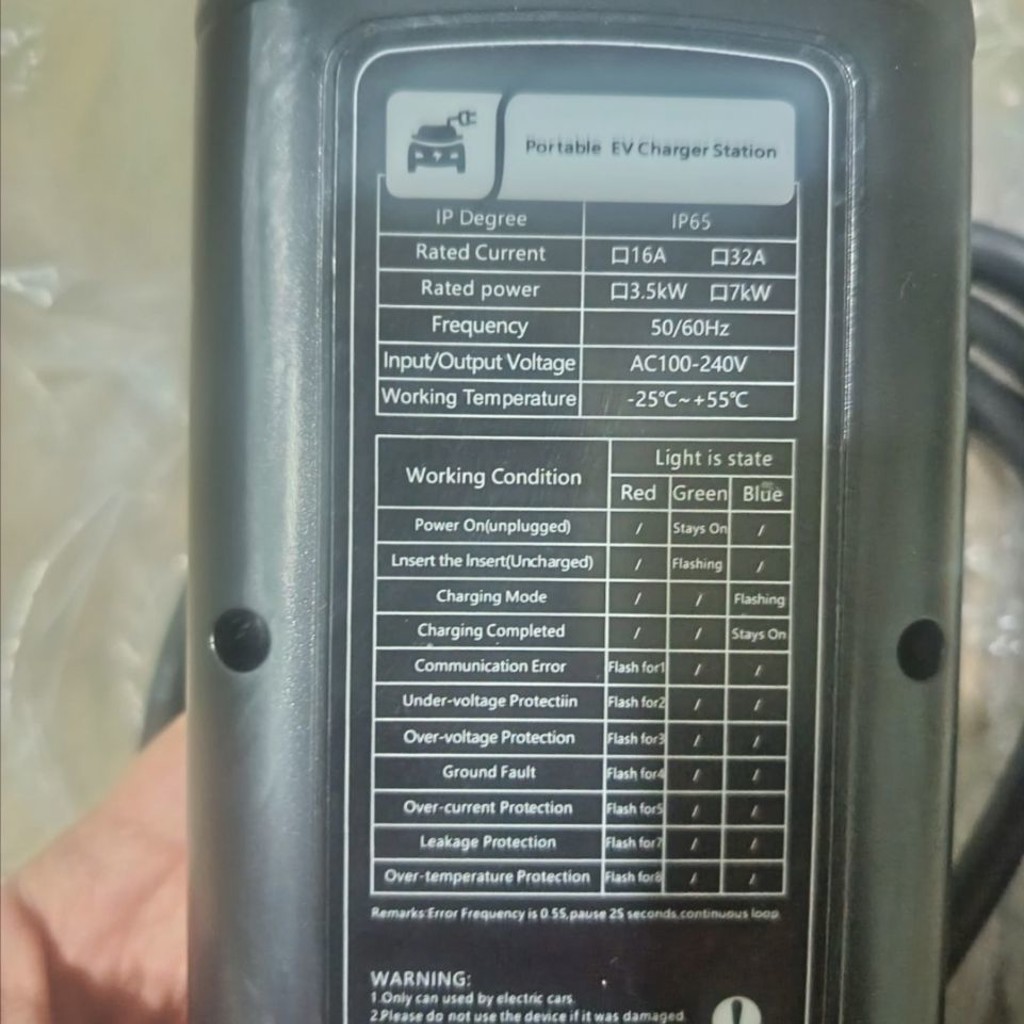 Portable EV Charger Station
IP Degree IP65
Rated Current □16A □32A
Rated power □3.5kW □7kW
Frequency 50/60Hz
Input/Output Voltage AC100-240V
Working Temperature -25℃~+55℃
Working Condition Light is state
Red Green Blue
Power On(unplugged) / Stays On /
Lnsert the Insert(Uncharged) / Flashing /
Charging Mode / / Flashing
Charging Completed / / Stays On
Communication Error Flash for1 / /
Under-voltage Protectiin Flash for2 / /
Over-voltage Protection Flash for3 / /
Ground Fault Flash for4 / /
Over-current Protection Flash for5 / /
Leakage Protection Flash for7 / /
Over-temperature Protection Flash for8 / /
Remarks:Error Frequency is 0.5S,pause 2S seconds,continuous loop
WARNING:
1.Only can used by electric cars
2.Please do not use the device if it was damaged